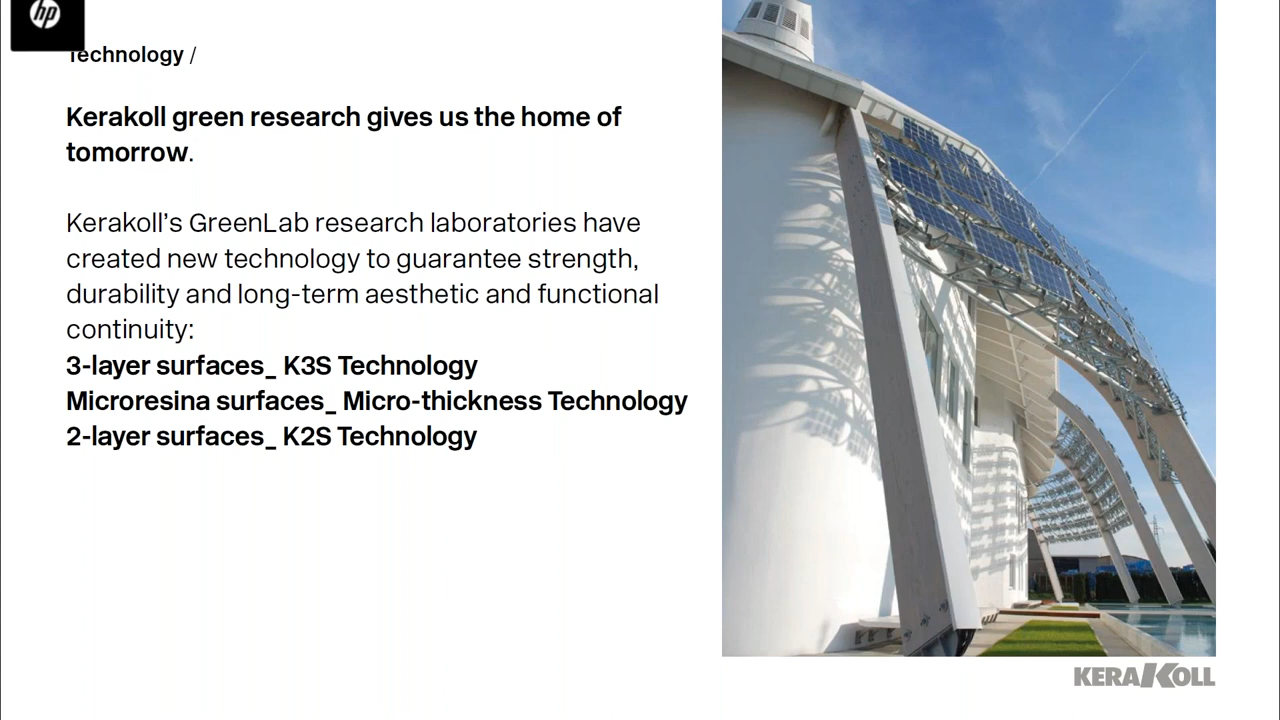 hp
Technology /
Kerakoll green research gives us the home of
tomorrow.
Kerakoll’s GreenLab research laboratories have
created new technology to guarantee strength,
durability and long-term aesthetic and functional
continuity:
3-layer surfaces_ K3S Technology
Microresina surfaces_ Micro-thickness Technology
2-layer surfaces_ K2S Technology
KERAKOLL